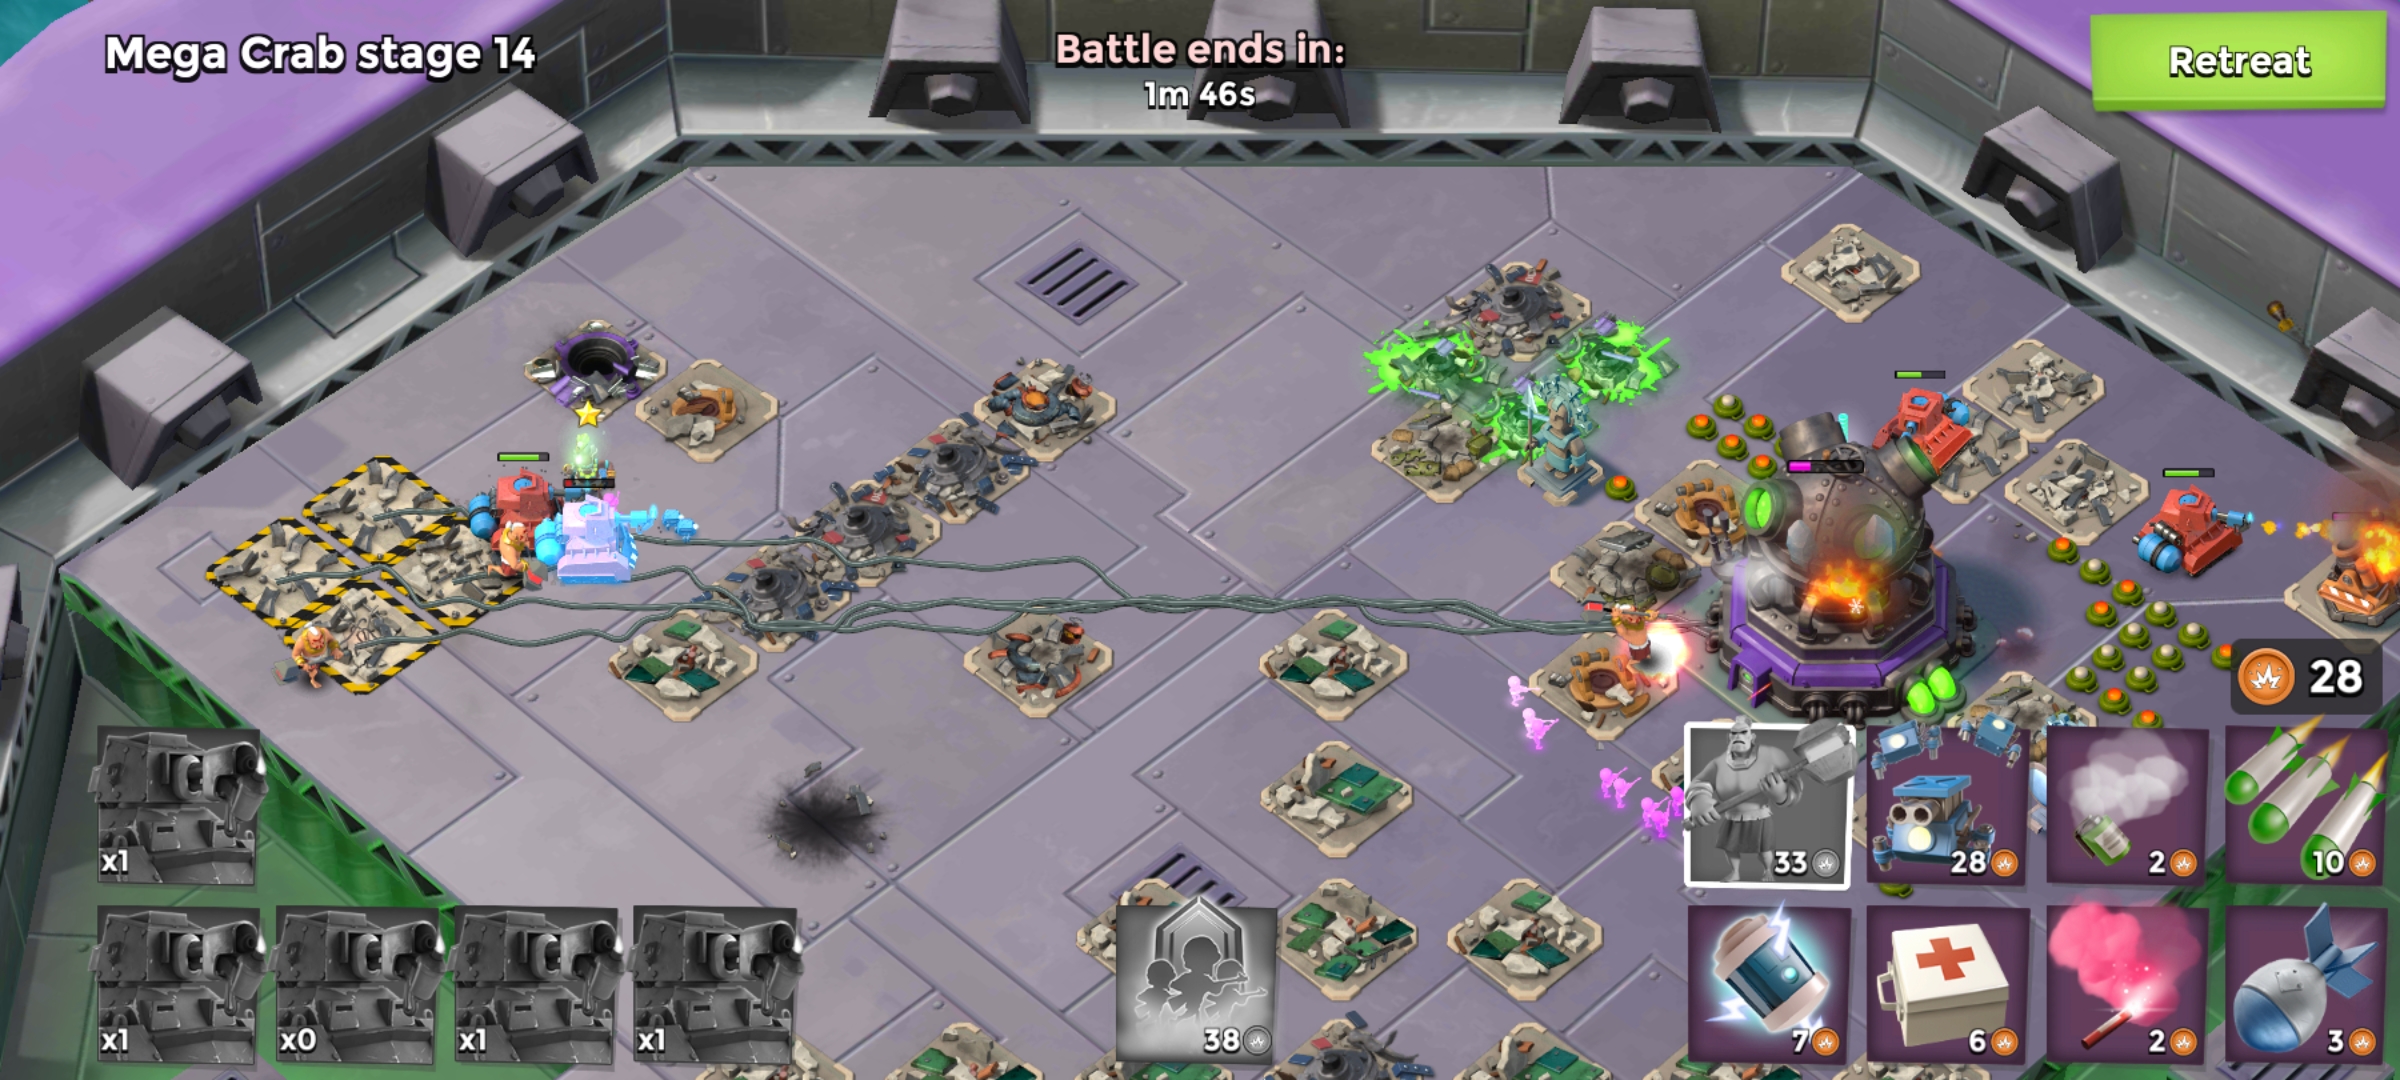 Mega Crab stage 14
Battle ends in:
1m 46s
Retreat
28
x1
33
28
2
10
x1
x0
x1
x1
38
7
6
2
3